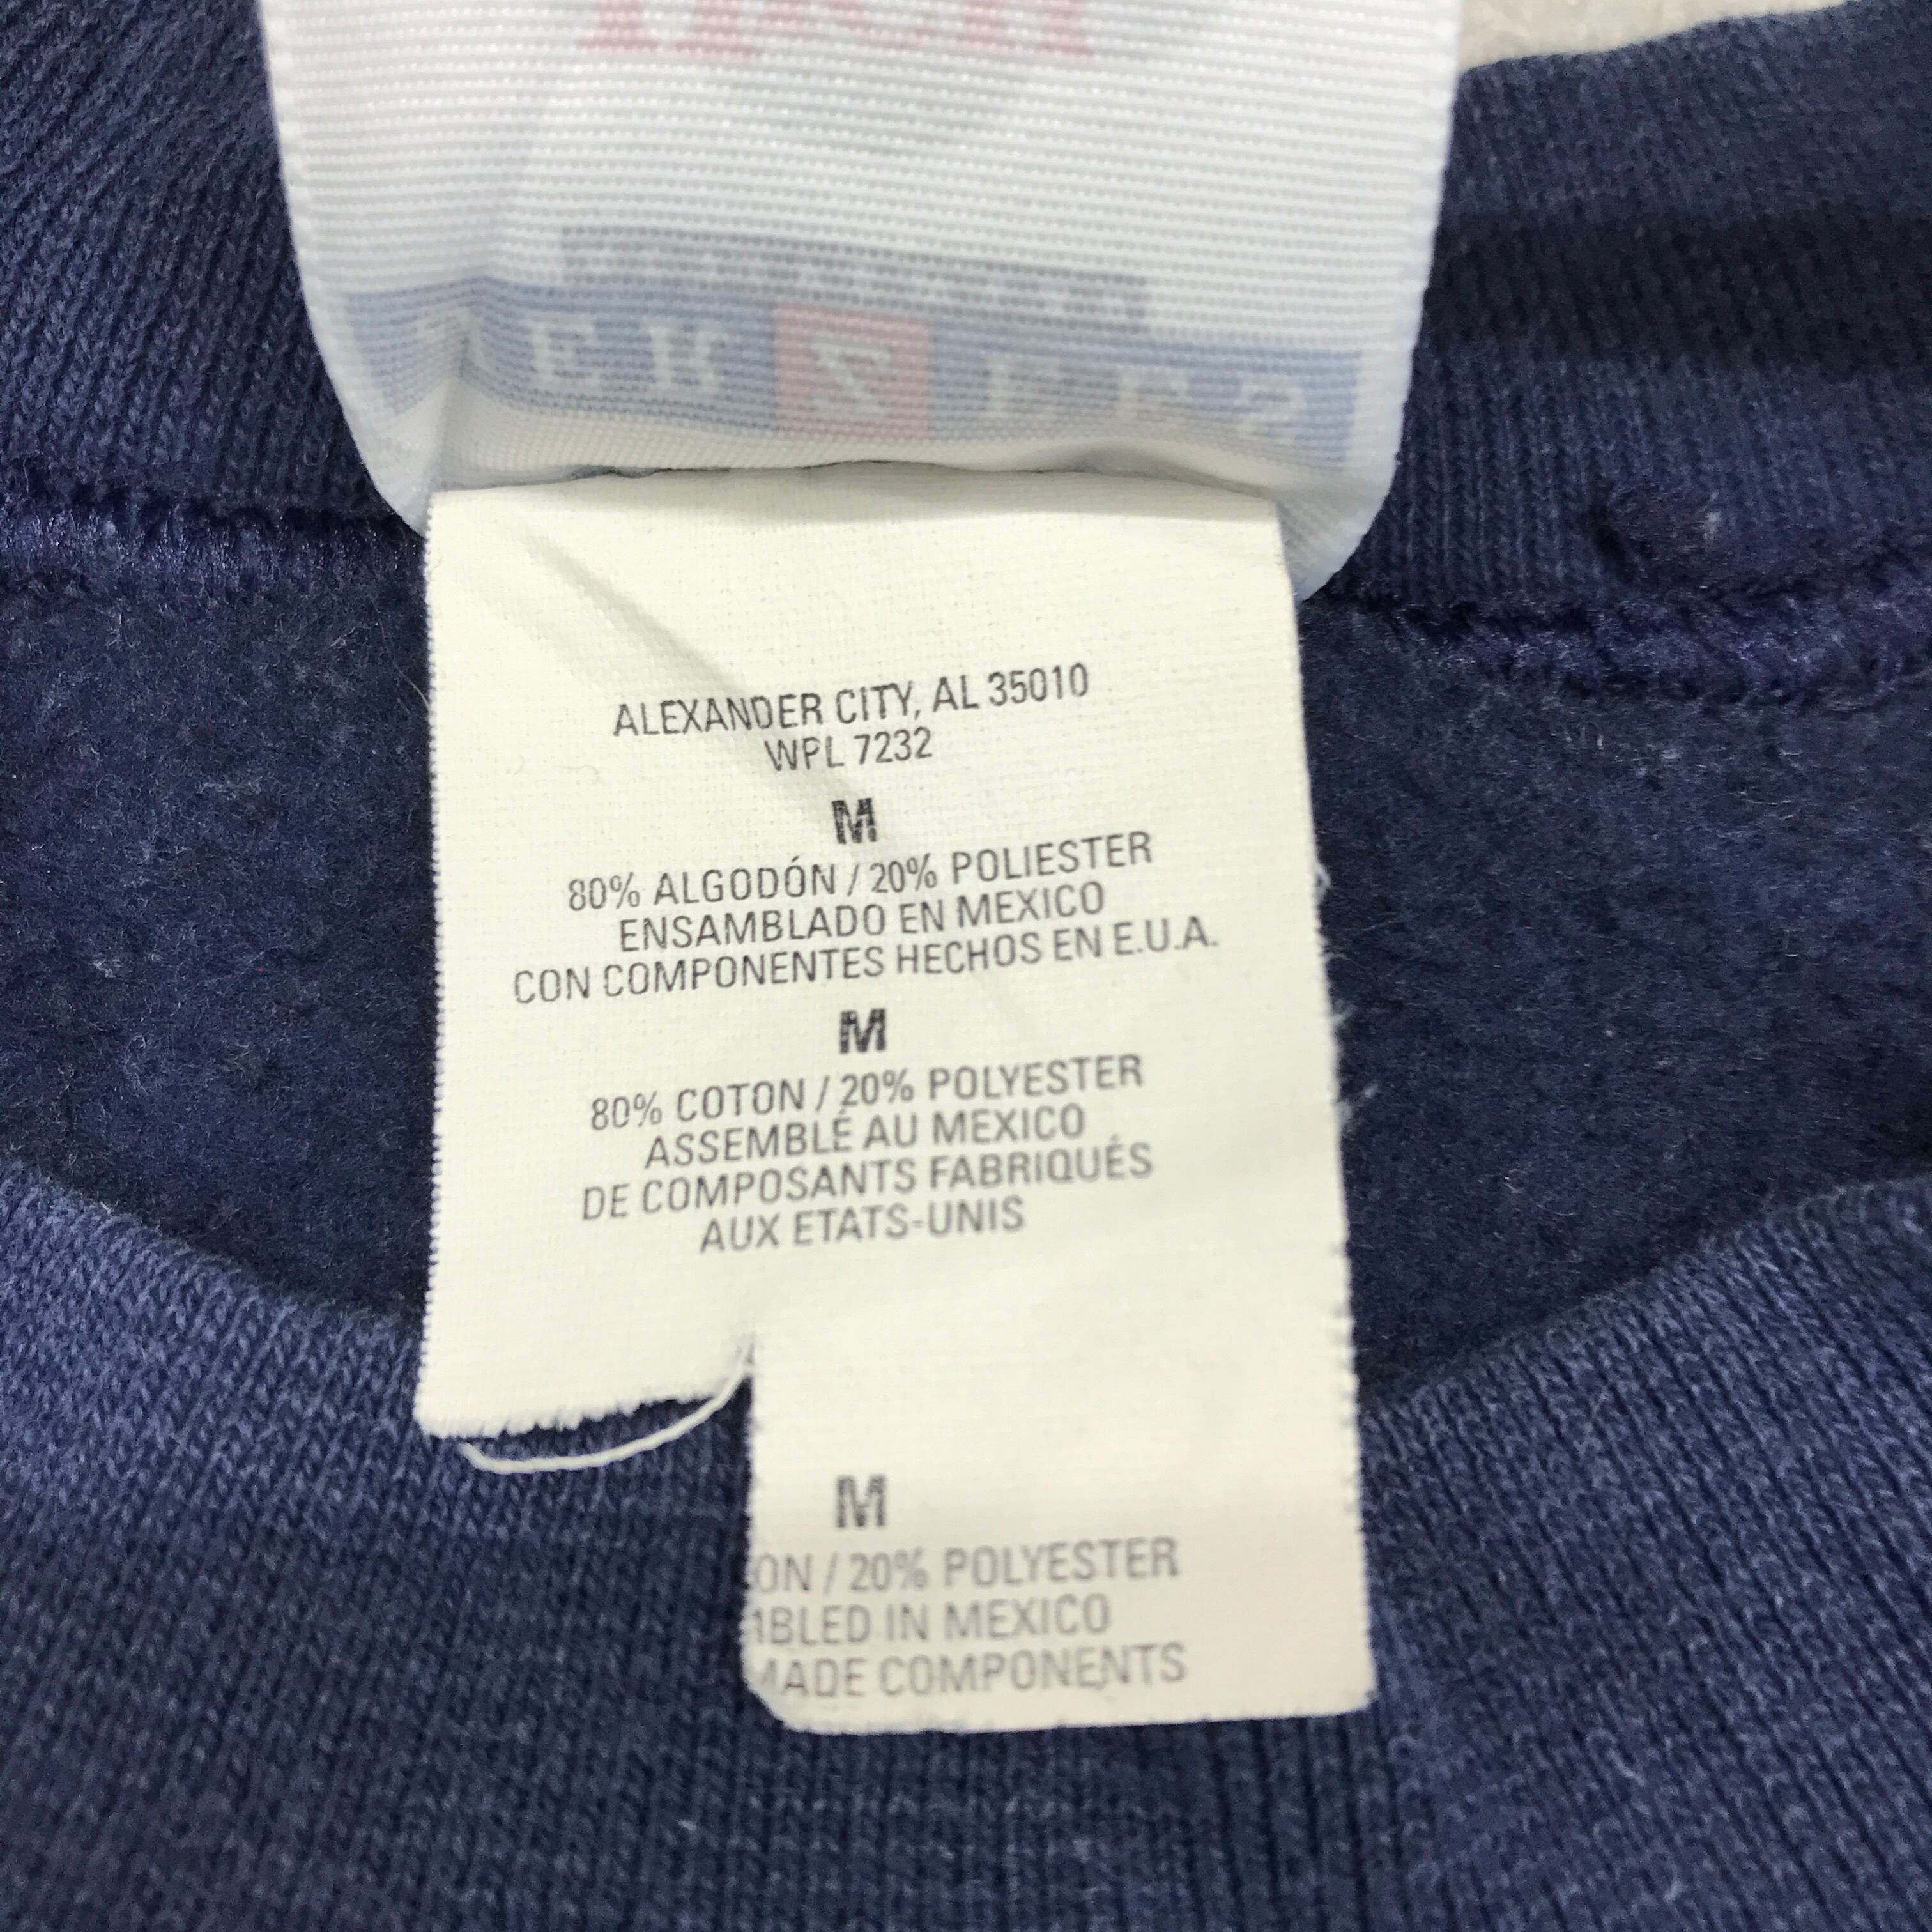 ALEXANDER CITY, AL 35010
WPL 7232
M
80% ALGODÓN / 20% POLIESTER
ENSAMBLADO EN MEXICO
CON COMPONENTES HECHOS EN E.U.A.
M
80% COTON / 20% POLYESTER
ASSEMBLÉ AU MEXICO
DE COMPOSANTS FABRIQUÉS
AUX ETATS-UNIS
M
ON / 20% POLYESTER
BLED IN MEXICO
MADE COMPONENTS